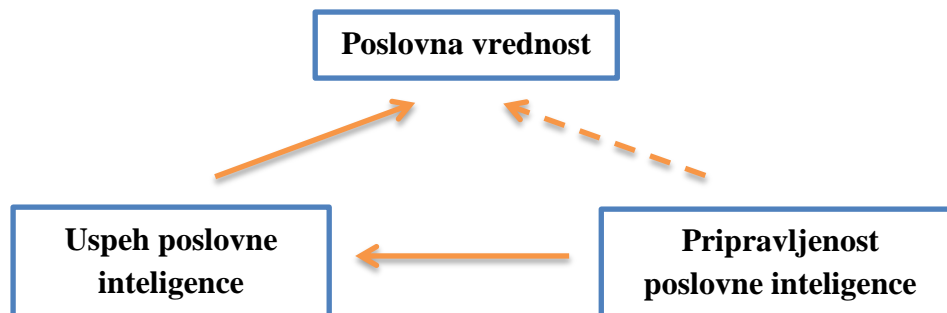 Poslovna vrednost
Uspeh poslovne
inteligence
Pripravljenost
poslovne inteligence